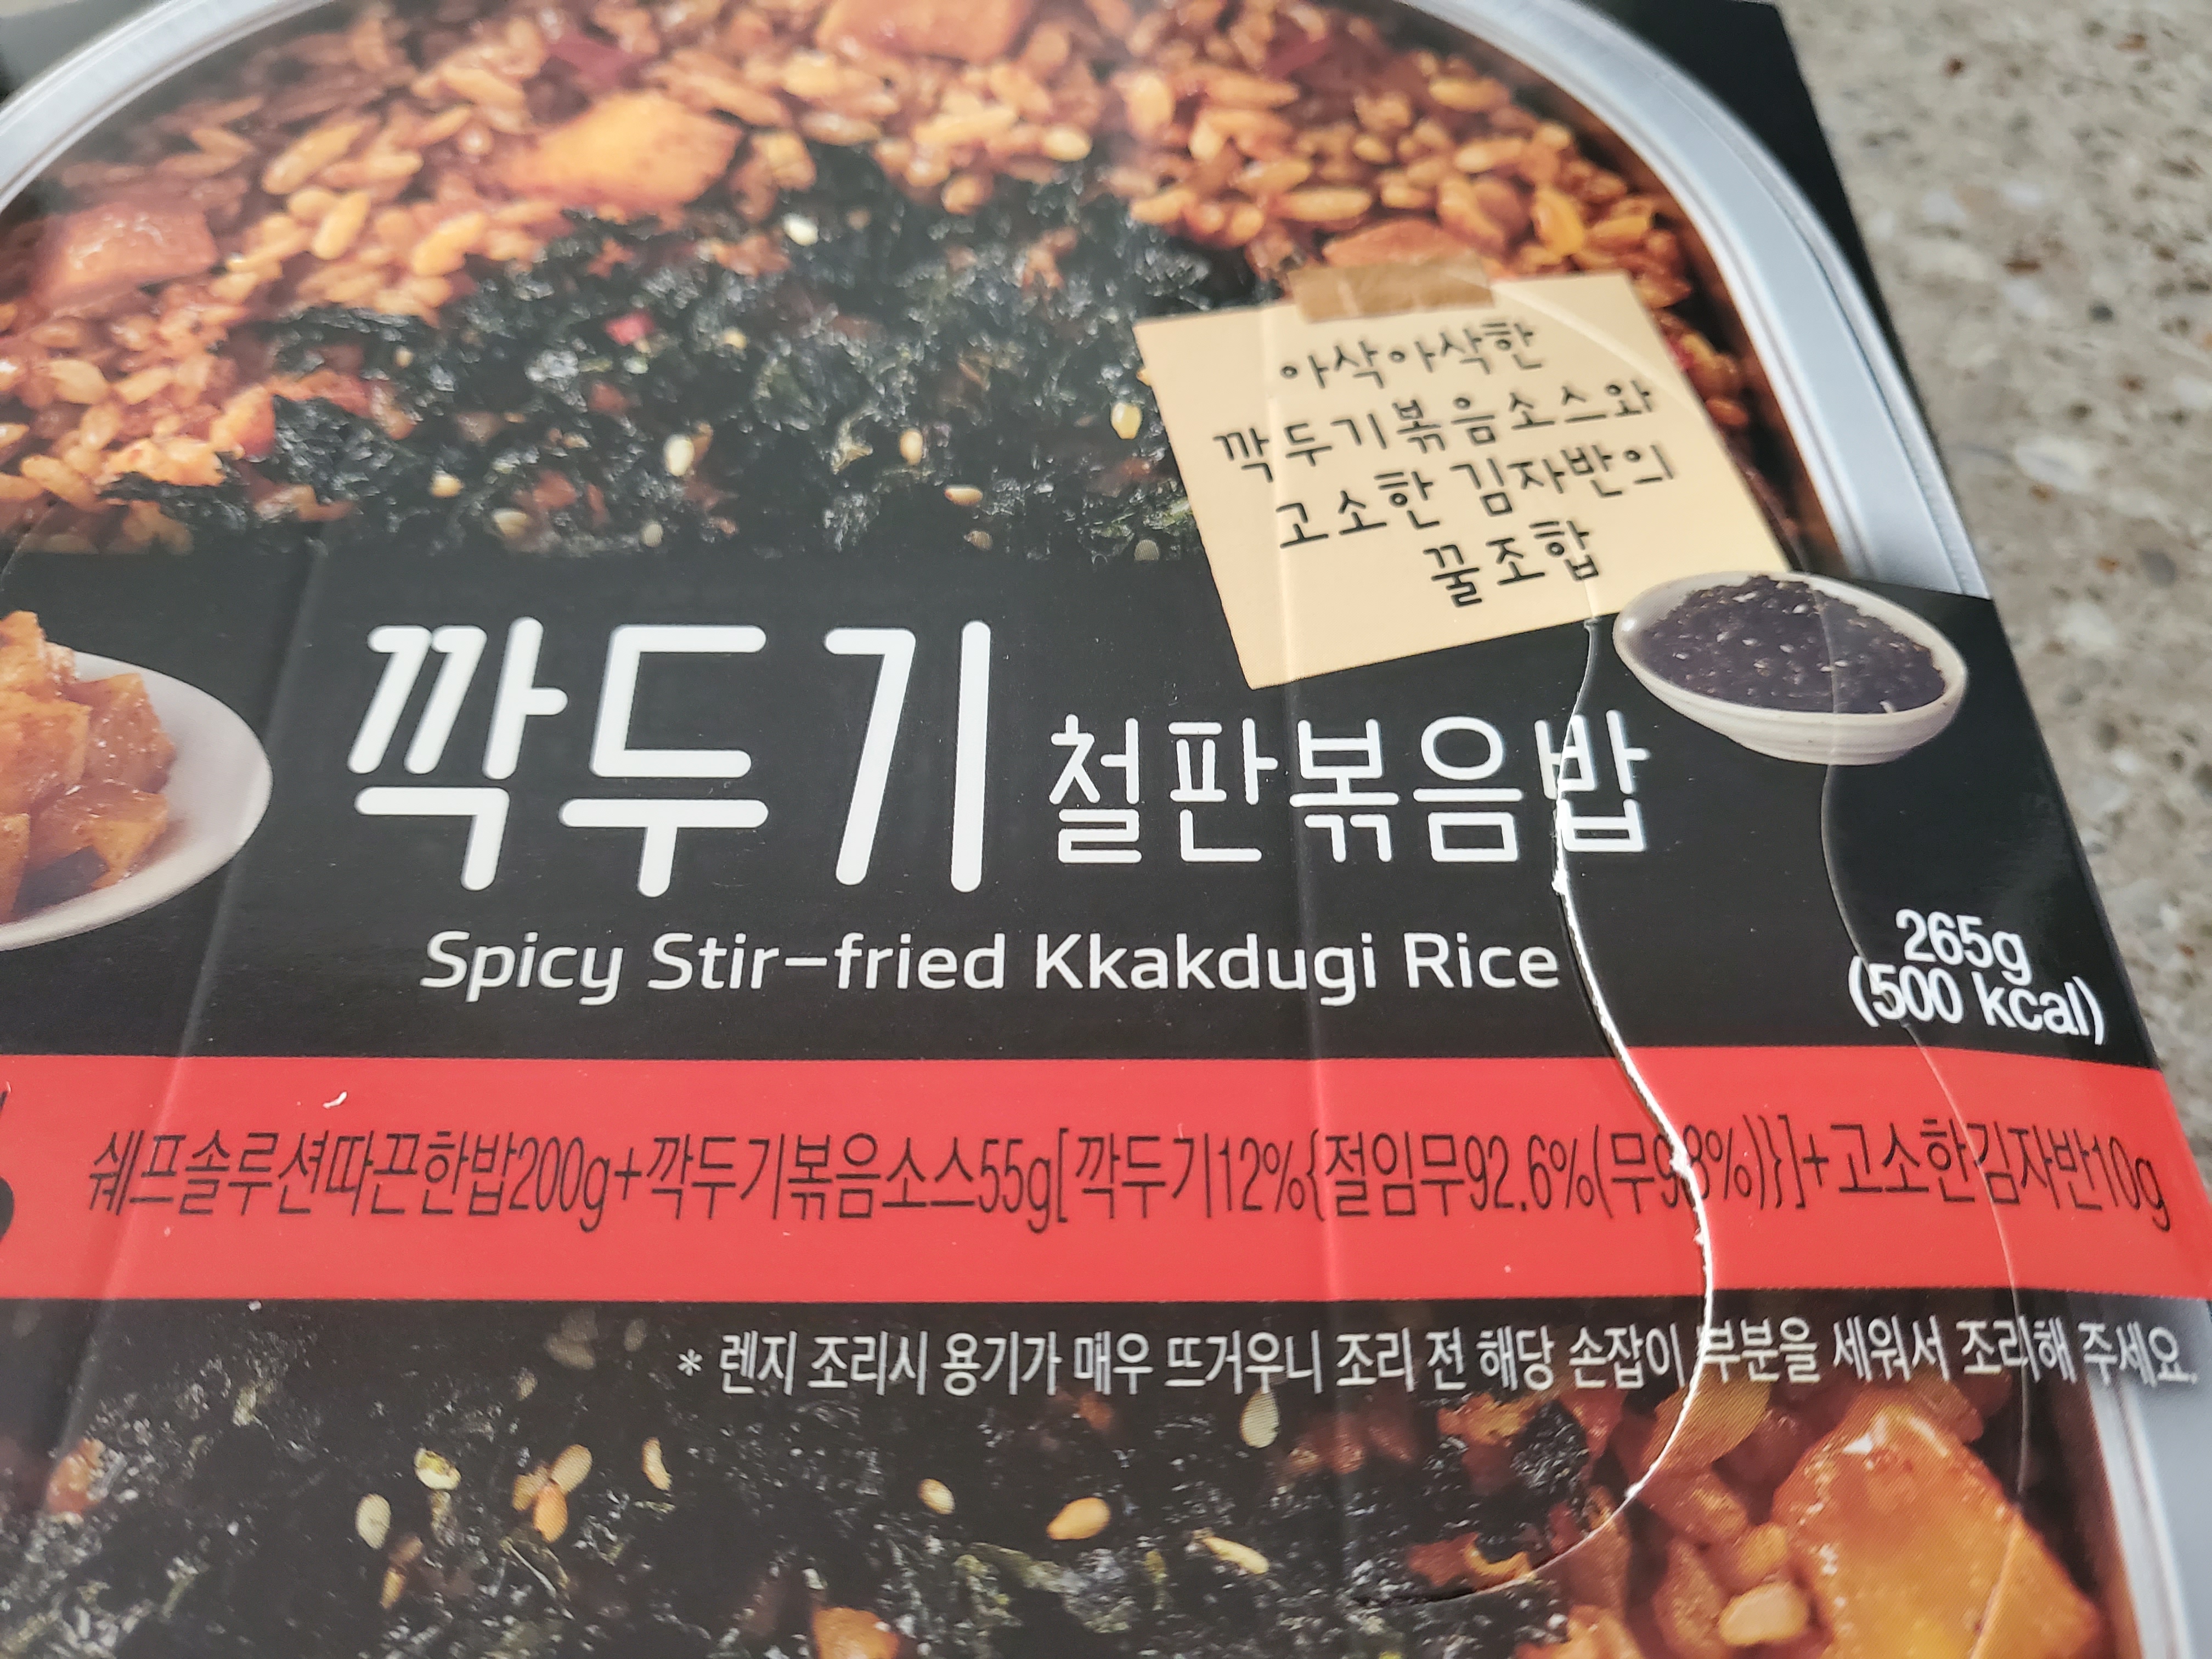 아삭아삭한
깍두기볶음소스와
고소한 김자반의
꿀조합
깍두기 철판볶음밥
Spicy Stir-fried Kkakdugi Rice
265g
(500 kcal)
쉐프솔루션따끈한밥200g+깍두기볶음소스55g[깍두기12%{절임무92.6%(무98%)}]+고소한김자반10g
* 렌지 조리시 용기가 매우 뜨거우니 조리 전 해당 손잡이 부분을 세워서 조리해 주세요.